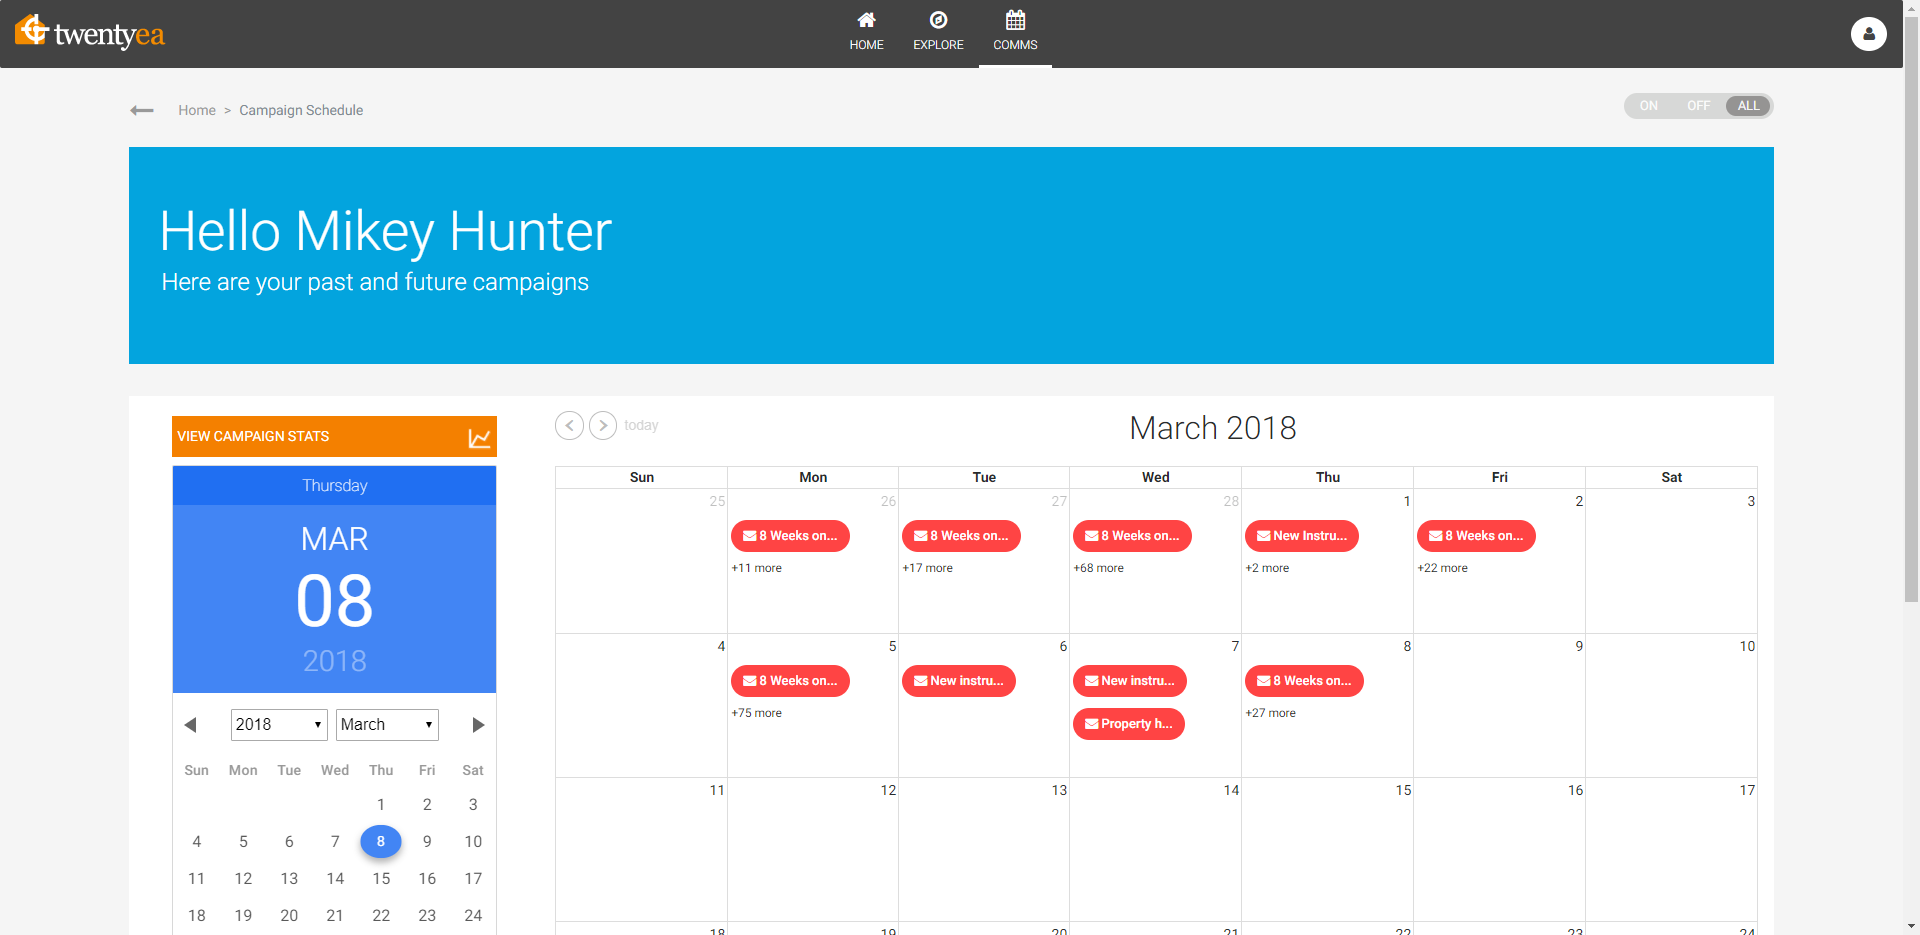 twentyea
HOME EXPLORE COMMS
Home > Campaign Schedule
ON OFF ALL
Hello Mikey Hunter
Here are your past and future campaigns
VIEW CAMPAIGN STATS
Thursday
MAR
08
2018
2018 March
Sun Mon Tue Wed Thu Fri Sat
1 2 3
4 5 6 7 8 9 10
11 12 13 14 15 16 17
18 19 20 21 22 23 24
today
March 2018
Sun Mon Tue Wed Thu Fri Sat
25 26 27 28 1 2 3
8 Weeks on... 8 Weeks on... 8 Weeks on... New Instru... 8 Weeks on...
+11 more +17 more +68 more +2 more +22 more
4 5 6 7 8 9 10
8 Weeks on... New instru... New instru... 8 Weeks on...
+75 more Property h... +27 more
11 12 13 14 15 16 17
18 19 20 21 22 23 24